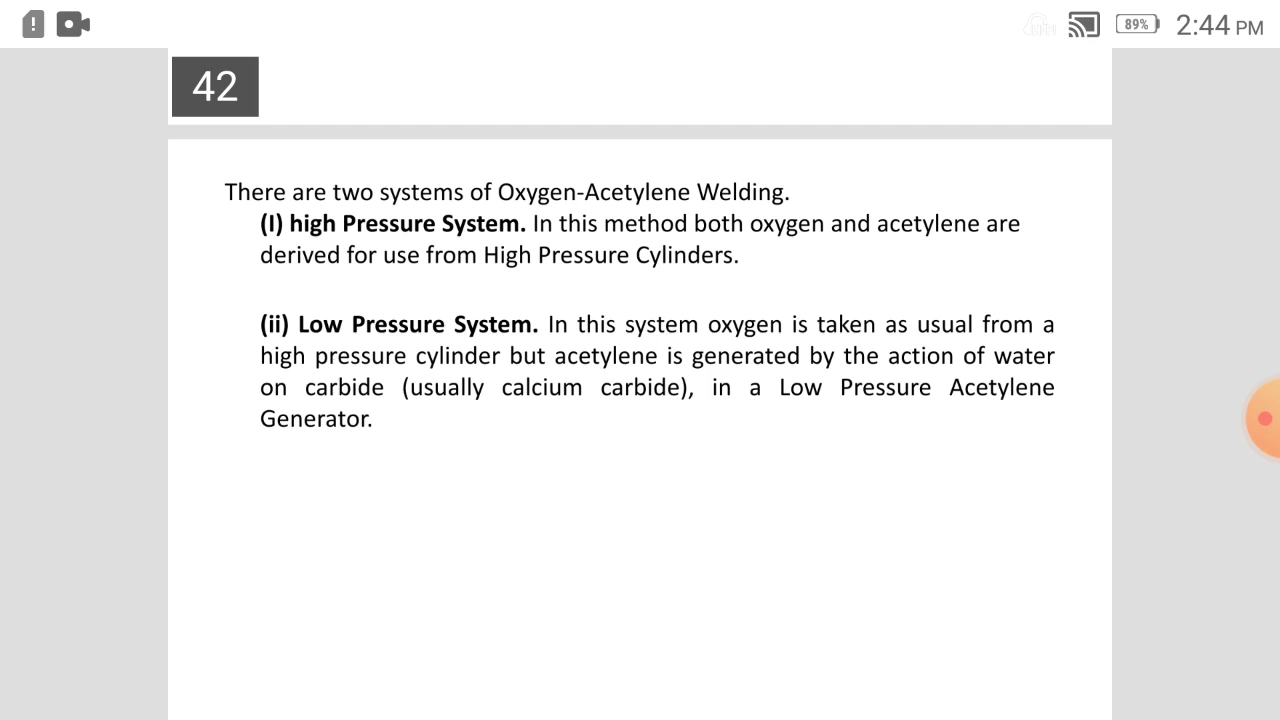 89% 2:44 PM
42
There are two systems of Oxygen-Acetylene Welding.
(I) high Pressure System. In this method both oxygen and acetylene are
derived for use from High Pressure Cylinders.
(ii) Low Pressure System. In this system oxygen is taken as usual from a
high pressure cylinder but acetylene is generated by the action of water
on carbide (usually calcium carbide), in a Low Pressure Acetylene
Generator.